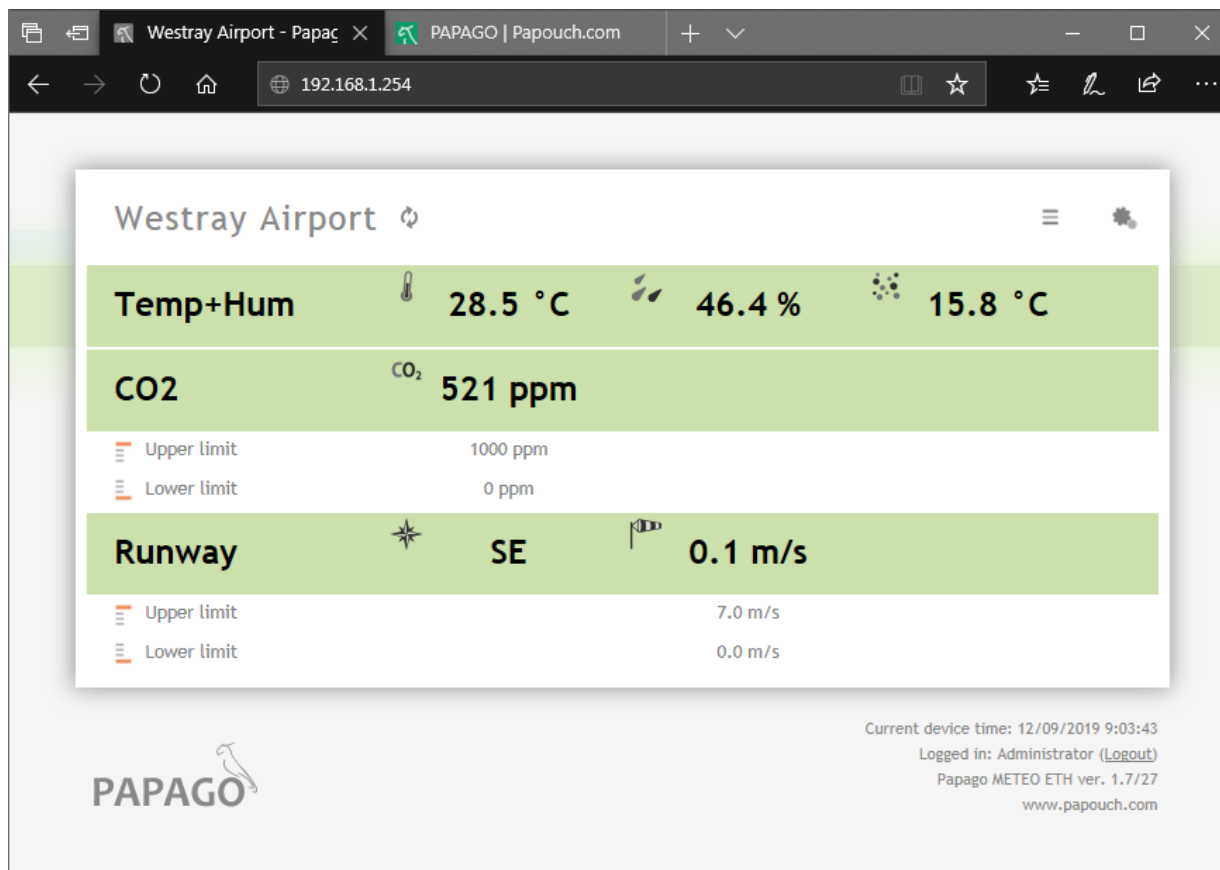 Westray Airport - Papag
PAPAGO | Papouch.com
192.168.1.254
Westray Airport
Temp+Hum 28.5 °C 46.4 % 15.8 °C
CO2 CO₂ 521 ppm
Upper limit 1000 ppm
Lower limit 0 ppm
Runway SE 0.1 m/s
Upper limit 7.0 m/s
Lower limit 0.0 m/s
Current device time: 12/09/2019 9:03:43
Logged in: Administrator (Logout)
Papago METEO ETH ver. 1.7/27
www.papouch.com
PAPAGO